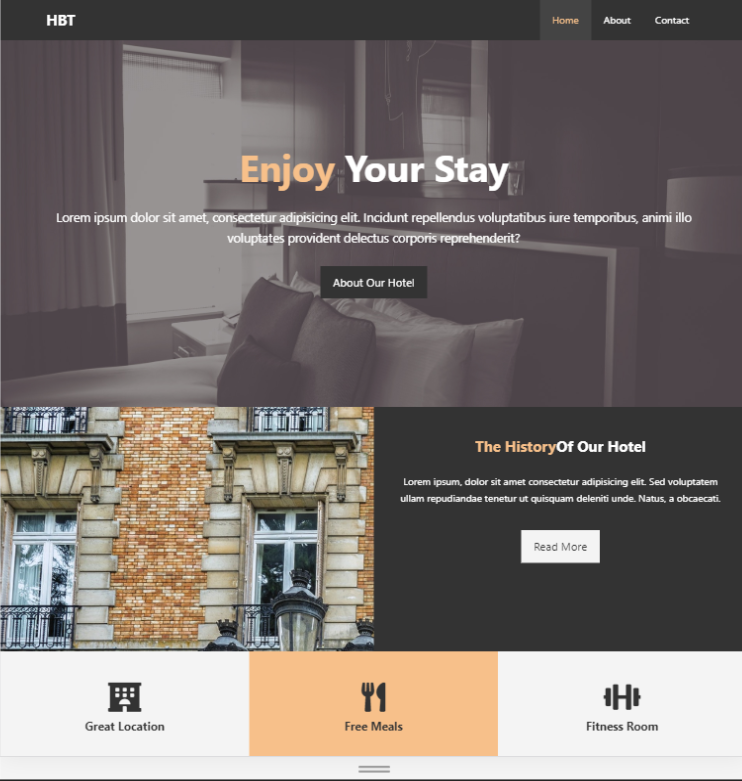 HBT
Home About Contact
Enjoy Your Stay
Lorem ipsum dolor sit amet, consectetur adipisicing elit. Incidunt repellendus voluptatibus iure temporibus, animi illo
voluptates provident delectus corporis reprehenderit?
About Our Hotel
The HistoryOf Our Hotel
Lorem ipsum, dolor sit amet consectetur adipisicing elit. Sed voluptatem
ullam repudiandae tenetur ut quisquam deleniti unde. Natus, a obcaecati.
Read More
Great Location
Free Meals
Fitness Room